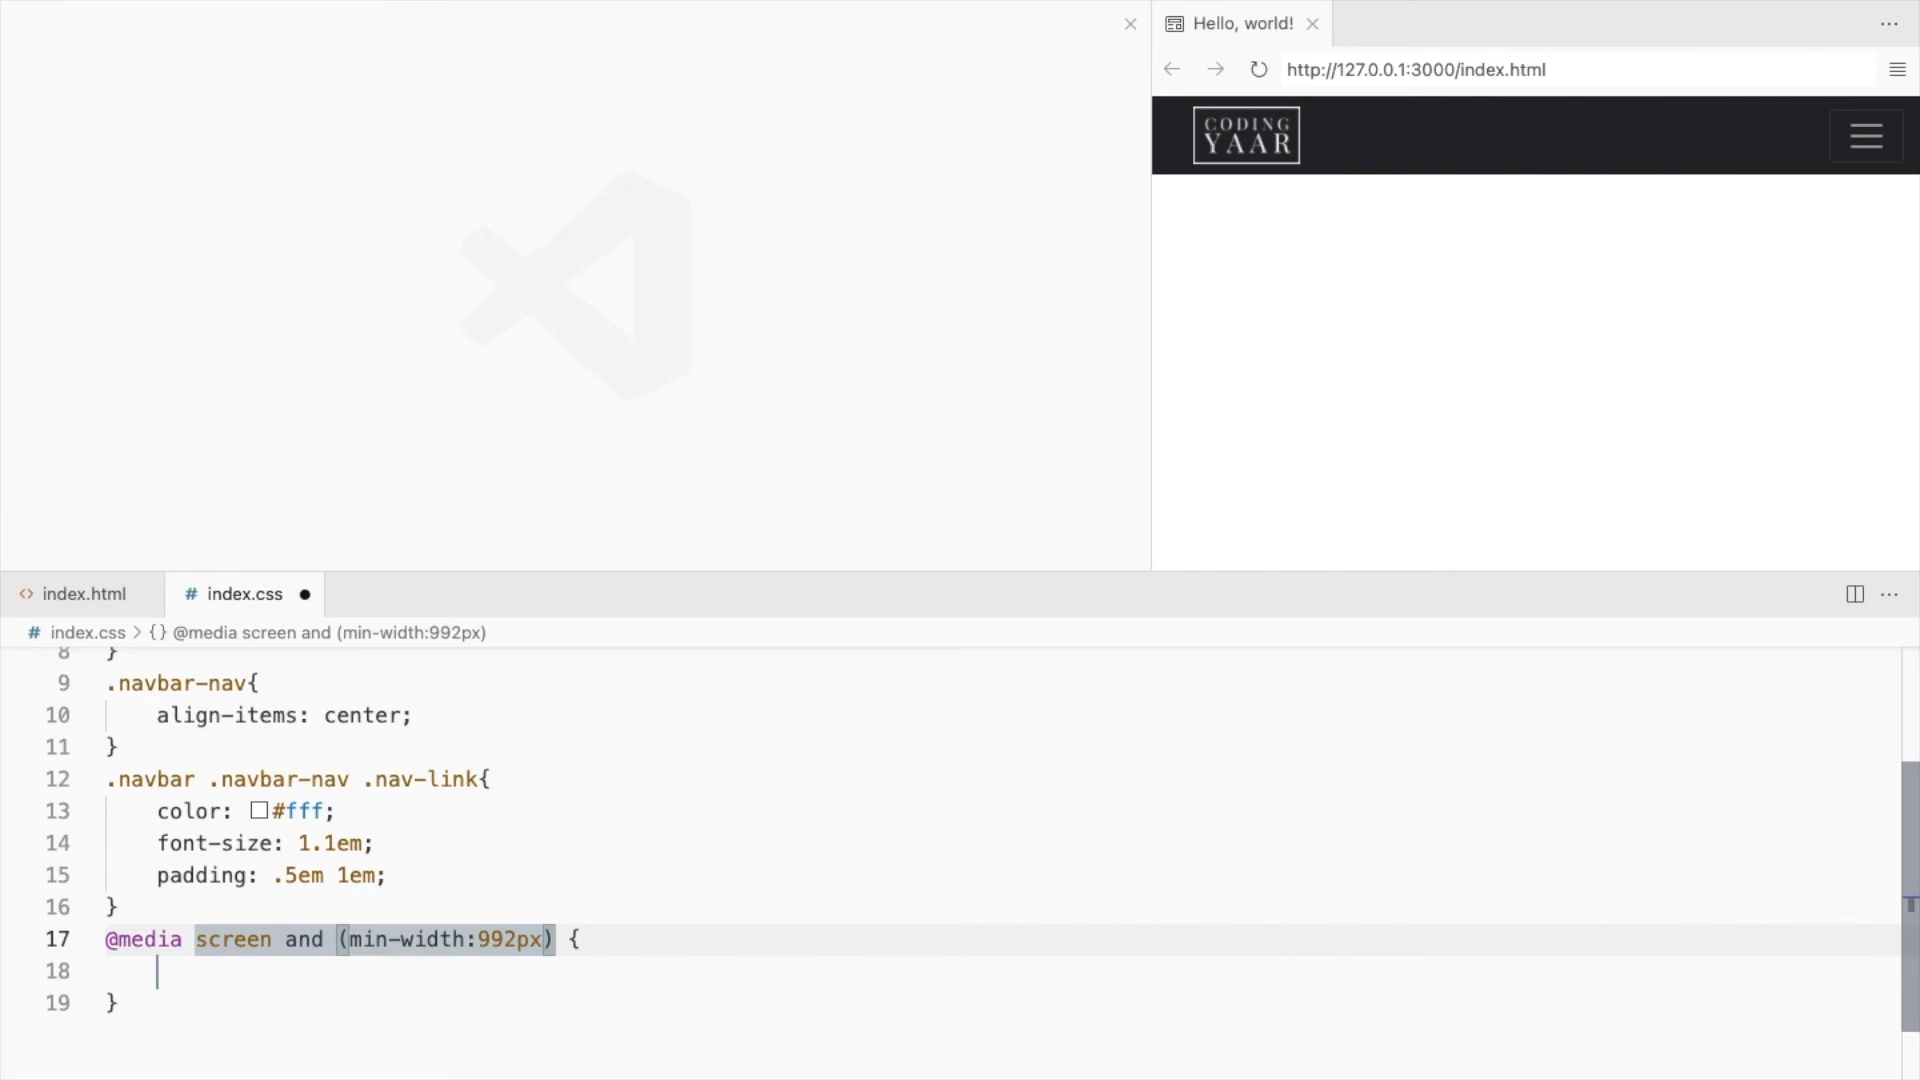 Hello, world!
http://127.0.0.1:3000/index.html
CODING
YAAR
index.html
# index.css
# index.css > {} @media screen and (min-width:992px)
8 }
9 .navbar-nav{
10 align-items: center;
11 }
12 .navbar .navbar-nav .nav-link{
13 color: #fff;
14 font-size: 1.1em;
15 padding: .5em 1em;
16 }
17 @media screen and (min-width:992px) {
18
19 }